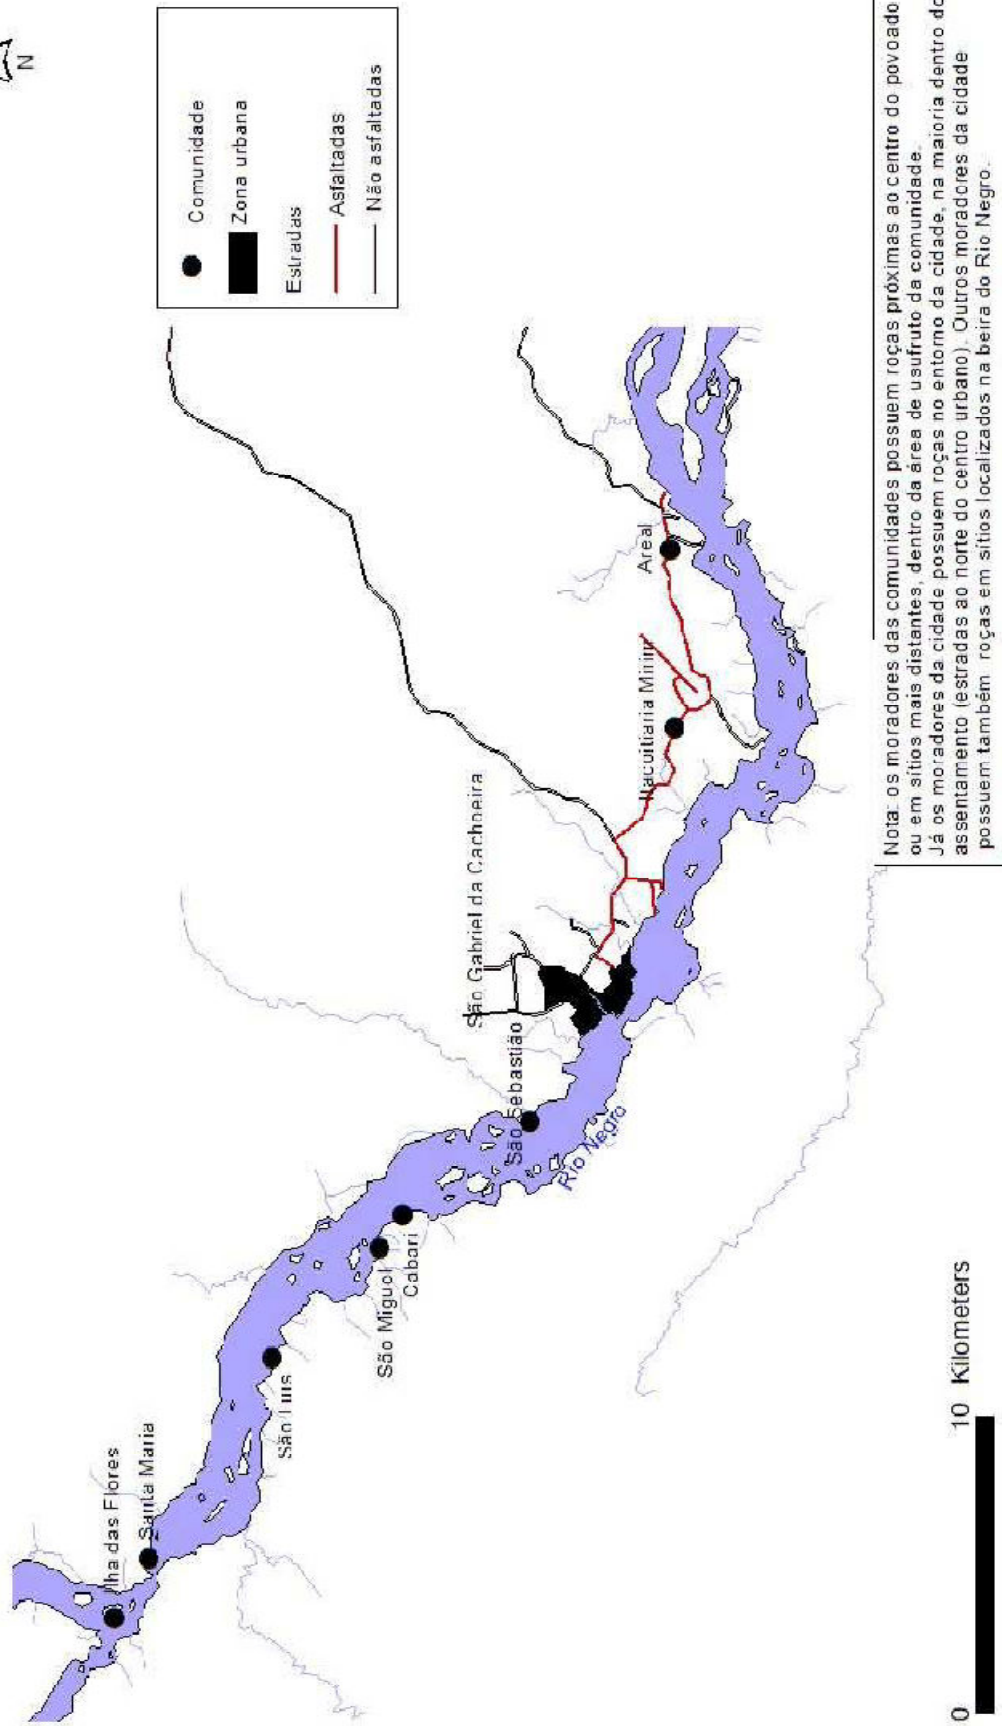 N
Comunidade
Zona urbana
Estradas
Asfaltadas
Não asfaltadas
Ilha das Flores
Santa Maria
São Luis
São Miguel
Cabari
São Sebastião
Rio Negro
São Gabriel da Cachoeira
Itacuitiaria Mirim
Areal
0 10 Kilometers
Nota: os moradores das comunidades possuem roças próximas ao centro do povoado
ou em sítios mais distantes, dentro da área de usufruto da comunidade.
Já os moradores da cidade possuem roças no entorno da cidade, na maioria dentro do
assentamento (estradas ao norte do centro urbano). Outros moradores da cidade
possuem também roças em sítios localizados na beira do Rio Negro.